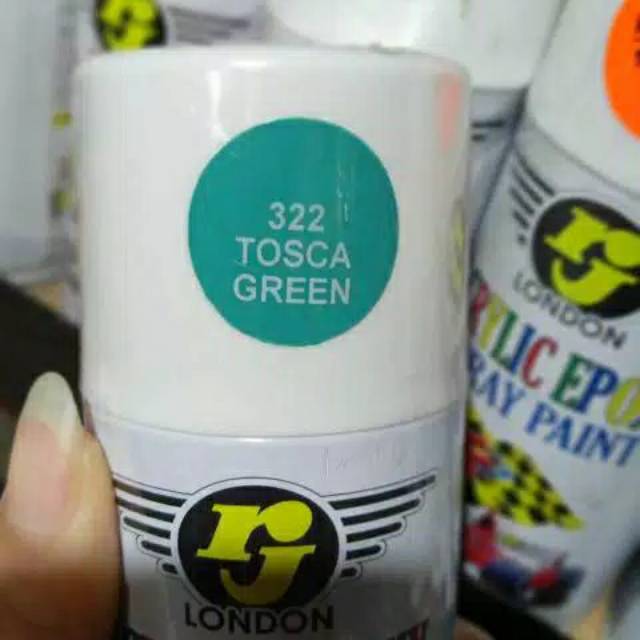 322
TOSCA
GREEN
rj
LONDON
rj
LONDON
RYLIC EPO
RAY PAINT